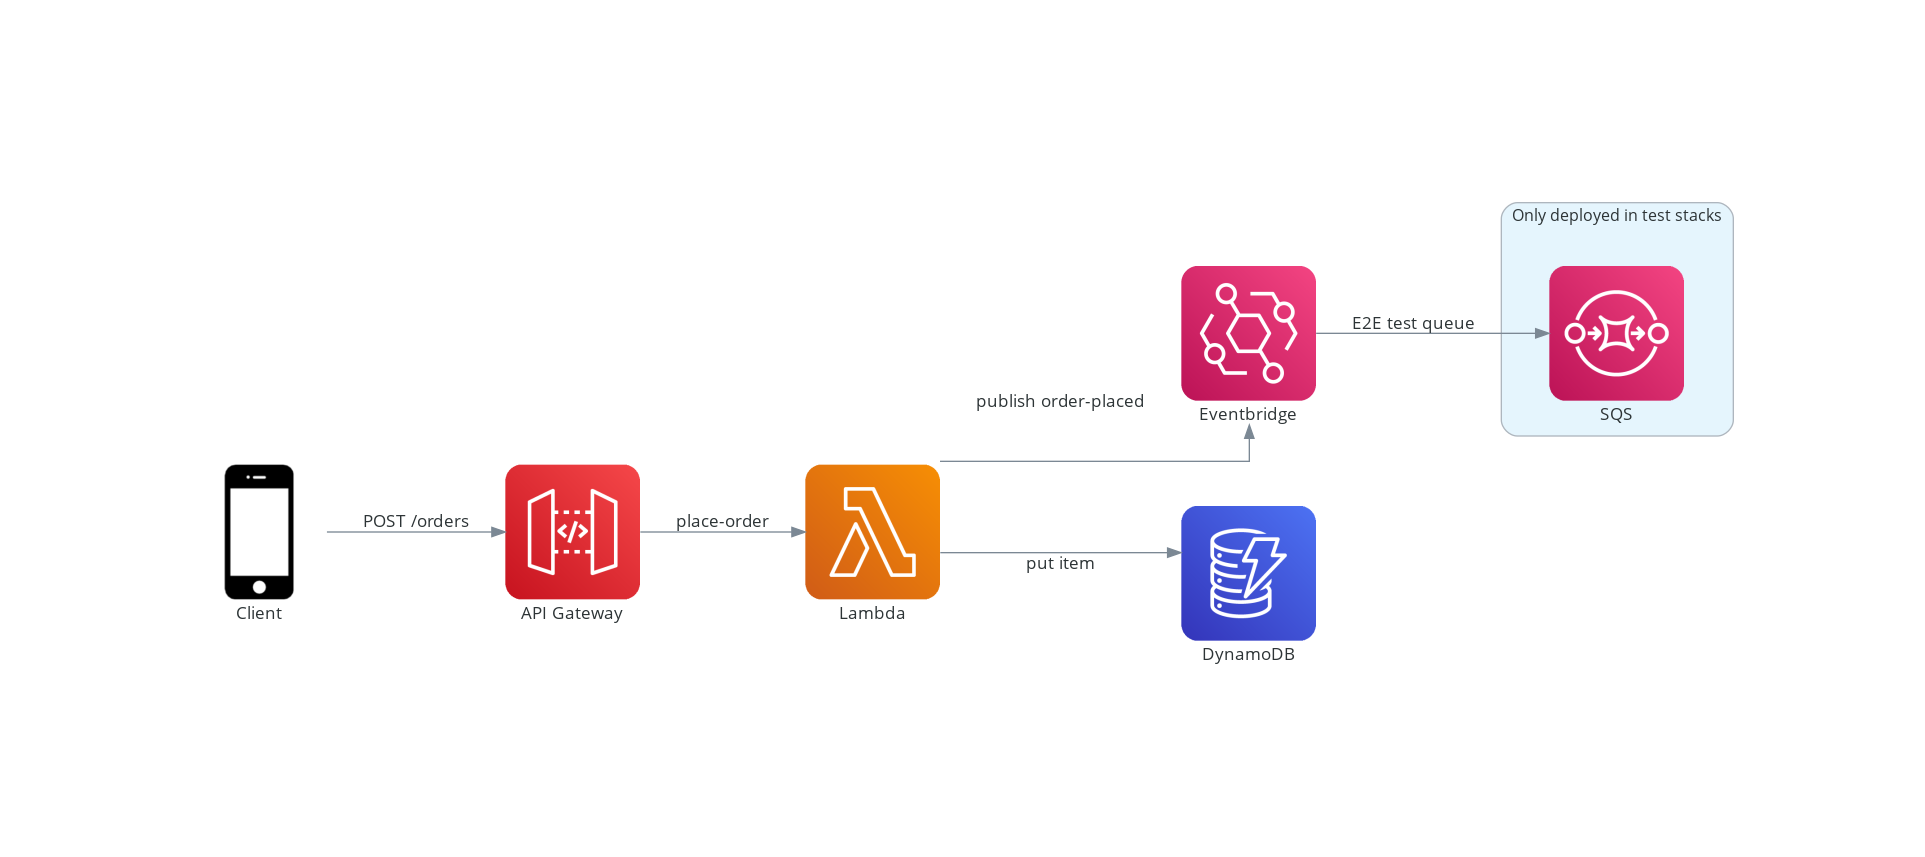 Only deployed in test stacks
E2E test queue
publish order-placed
Eventbridge
SQS
POST /orders
place-order
put item
Client
API Gateway
Lambda
DynamoDB